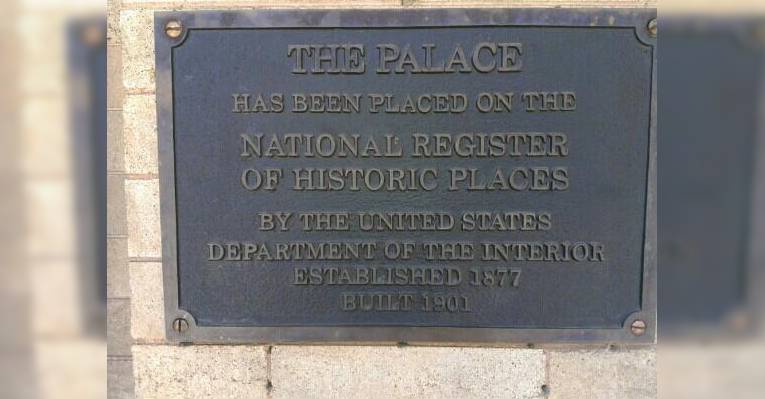 THE PALACE
HAS BEEN PLACED ON THE
NATIONAL REGISTER
OF HISTORIC PLACES
BY THE UNITED STATES
DEPARTMENT OF THE INTERIOR
ESTABLISHED 1877
BUILT 1901